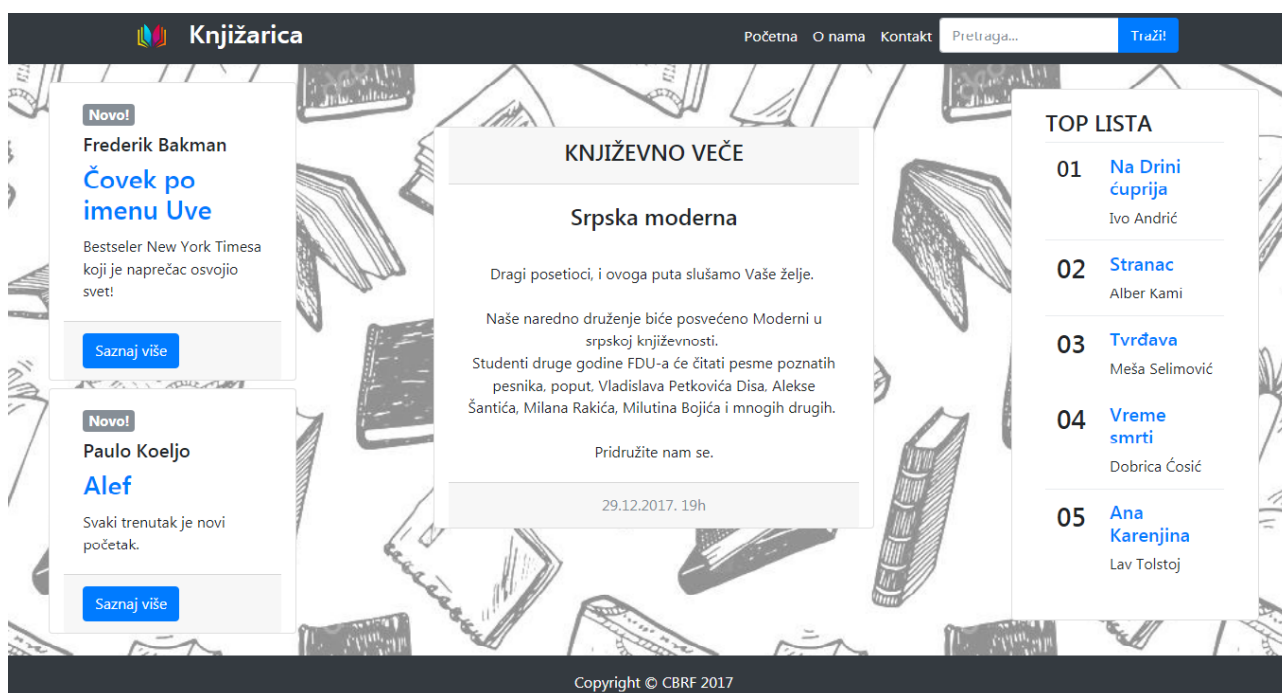 Knjižarica
Početna O nama Kontakt Pretraga... Traži!
Novo!
Frederik Bakman
Čovek po
imenu Uve
Bestseler New York Timesa
koji je naprečac osvojio
svet!
Saznaj više
Novo!
Paulo Koeljo
Alef
Svaki trenutak je novi
početak.
Saznaj više
KNJIŽEVNO VEČE
Srpska moderna
Dragi posetioci, i ovoga puta slušamo Vaše želje.
Naše naredno druženje biće posvećeno Moderni u
srpskoj književnosti.
Studenti druge godine FDU-a će čitati pesme poznatih
pesnika, poput, Vladislava Petkovića Disa, Alekse
Šantića, Milana Rakića, Milutina Bojića i mnogih drugih.
Pridružite nam se.
29.12.2017. 19h
TOP LISTA
01 Na Drini
ćuprija
Ivo Andrić
02 Stranac
Alber Kami
03 Tvrđava
Meša Selimović
04 Vreme
smrti
Dobrica Ćosić
05 Ana
Karenjina
Lav Tolstoj
Copyright © CBRF 2017